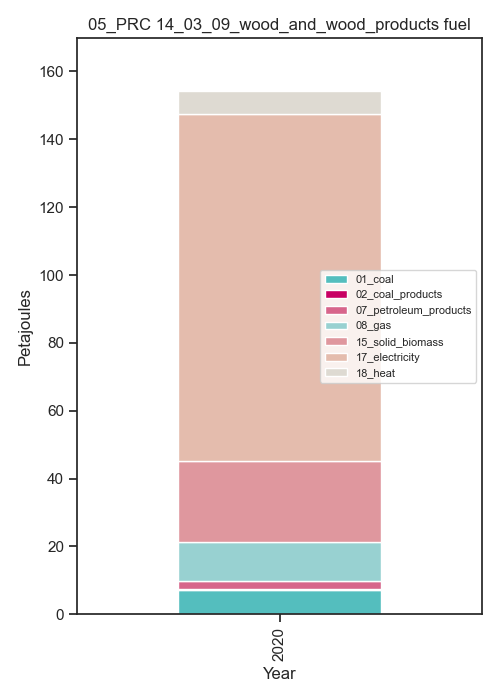 05_PRC 14_03_09_wood_and_wood_products fuel
160
140
120
100
80
60
40
20
0
Petajoules
01_coal
02_coal_products
07_petroleum_products
08_gas
15_solid_biomass
17_electricity
18_heat
2020
Year